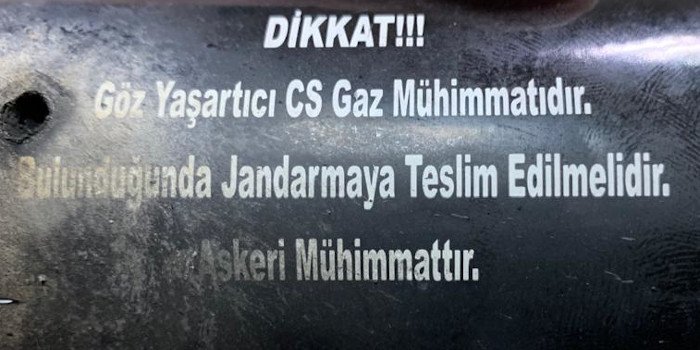 DİKKAT!!!
Göz Yaşartıcı CS Gaz Mühimmatıdır.
Bulunduğunda Jandarmaya Teslim Edilmelidir.
Askeri Mühimmattır.